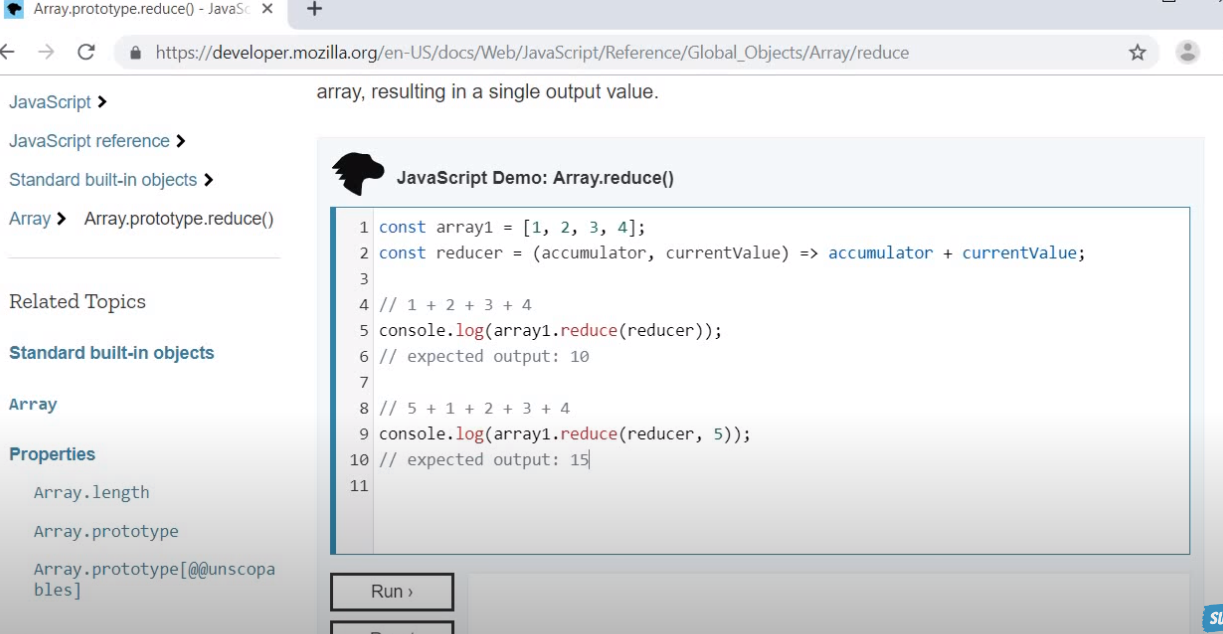 Array.prototype.reduce() - JavaSc
https://developer.mozilla.org/en-US/docs/Web/JavaScript/Reference/Global_Objects/Array/reduce
JavaScript
JavaScript reference
Standard built-in objects
Array Array.prototype.reduce()
Related Topics
Standard built-in objects
Array
Properties
Array.length
Array.prototype
Array.prototype[@@unscopa
bles]
array, resulting in a single output value.
JavaScript Demo: Array.reduce()
1 const array1 = [1, 2, 3, 4];
2 const reducer = (accumulator, currentValue) => accumulator + currentValue;
3
4 // 1 + 2 + 3 + 4
5 console.log(array1.reduce(reducer));
6 // expected output: 10
7
8 // 5 + 1 + 2 + 3 + 4
9 console.log(array1.reduce(reducer, 5));
10 // expected output: 15
11
Run ›